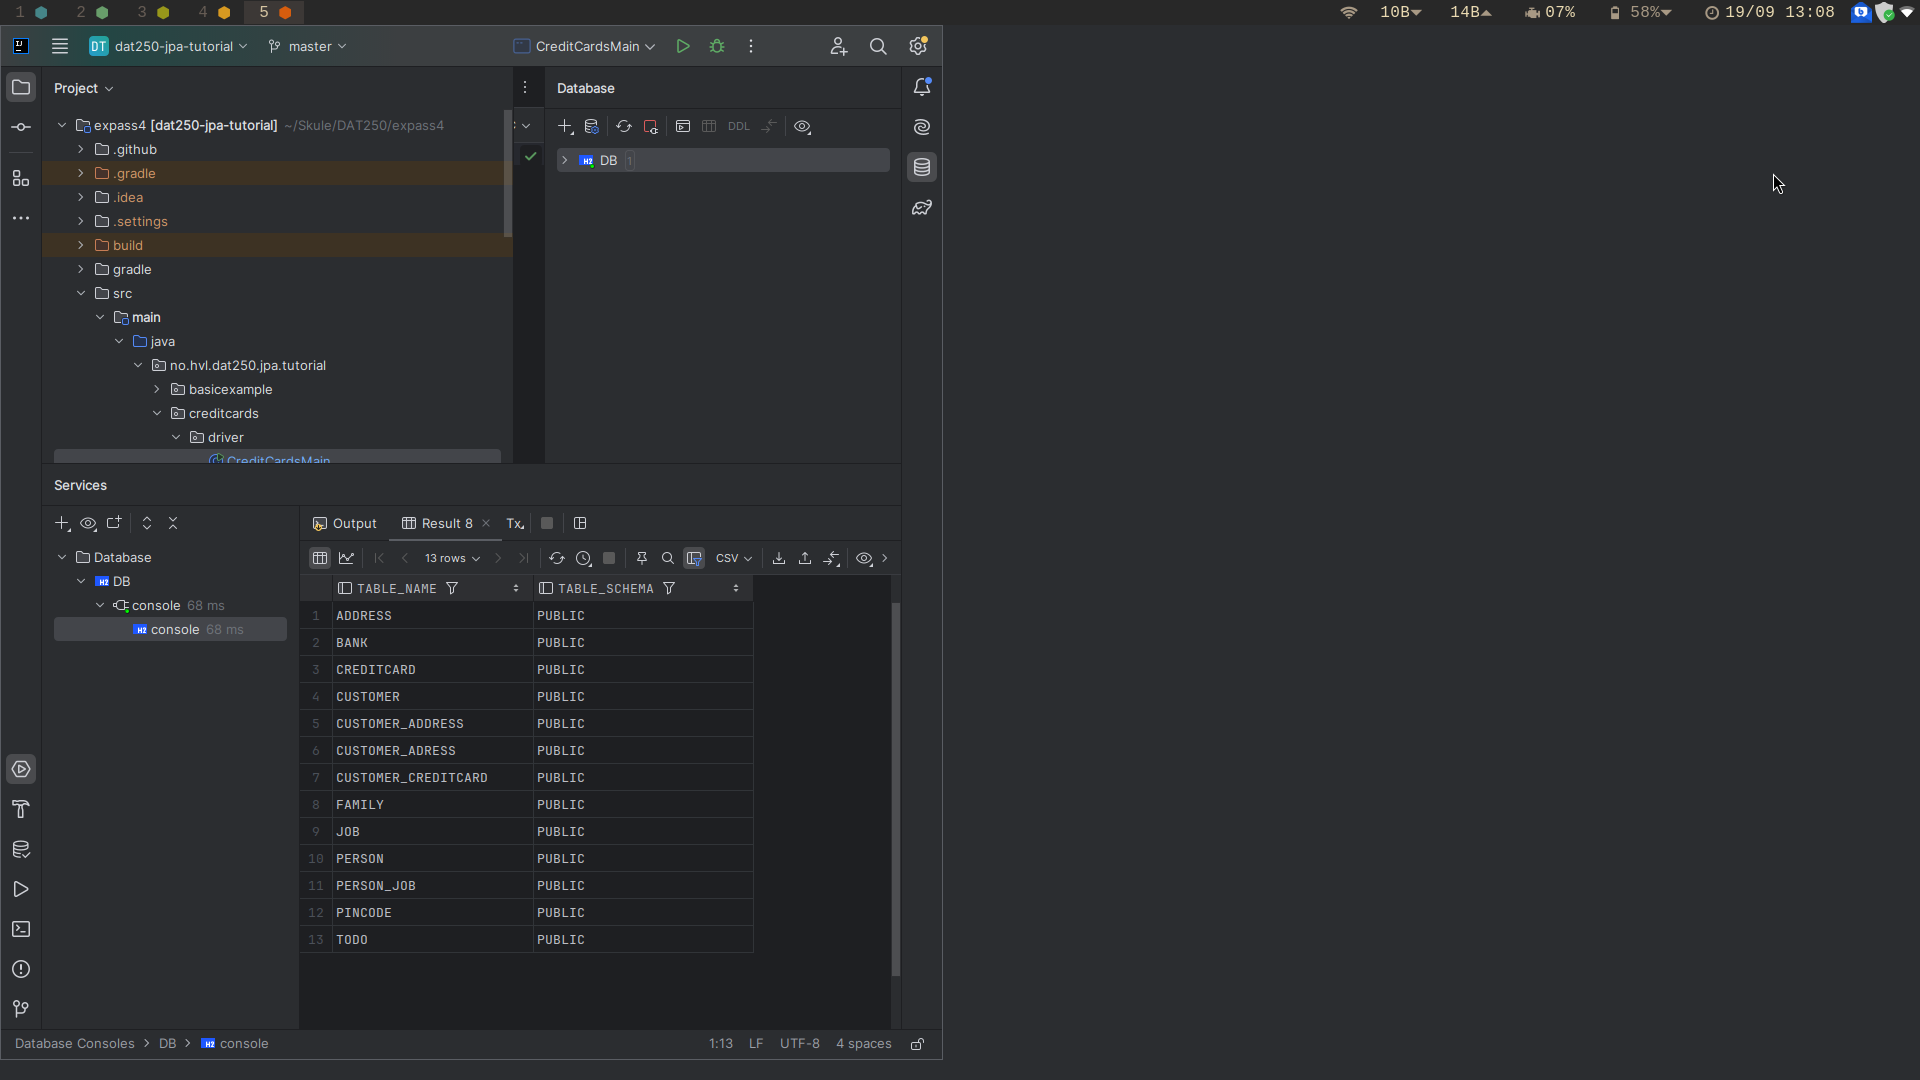 1 2 3 4 5 10B 14B 07% 58% 19/09 13:08
DT dat250-jpa-tutorial master CreditCardsMain
Project
Database
expass4 [dat250-jpa-tutorial] ~/Skule/DAT250/expass4
DDL
.github
DB 1
.gradle
.idea
.settings
build
gradle
src
main
java
no.hvl.dat250.jpa.tutorial
basicexample
creditcards
driver
CreditCardsMain
Services
Output Result 8 Tx
Database
DB
console 68 ms
console 68 ms
13 rows CSV
TABLE_NAME TABLE_SCHEMA
1 ADDRESS PUBLIC
2 BANK PUBLIC
3 CREDITCARD PUBLIC
4 CUSTOMER PUBLIC
5 CUSTOMER_ADDRESS PUBLIC
6 CUSTOMER_ADRESS PUBLIC
7 CUSTOMER_CREDITCARD PUBLIC
8 FAMILY PUBLIC
9 JOB PUBLIC
10 PERSON PUBLIC
11 PERSON_JOB PUBLIC
12 PINCODE PUBLIC
13 TODO PUBLIC
Database Consoles > DB > console 1:13 LF UTF-8 4 spaces